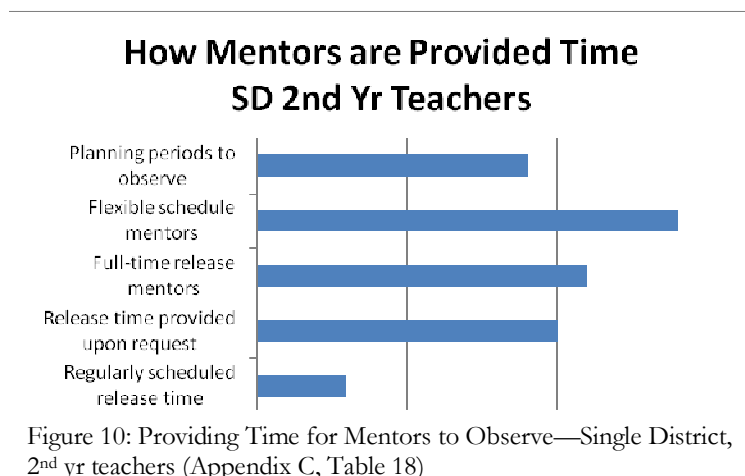 How Mentors are Provided Time
SD 2nd Yr Teachers
Planning periods to
observe
Flexible schedule
mentors
Full-time release
mentors
Release time provided
upon request
Regularly scheduled
release time
Figure 10: Providing Time for Mentors to Observe—Single District,
2nd yr teachers (Appendix C, Table 18)